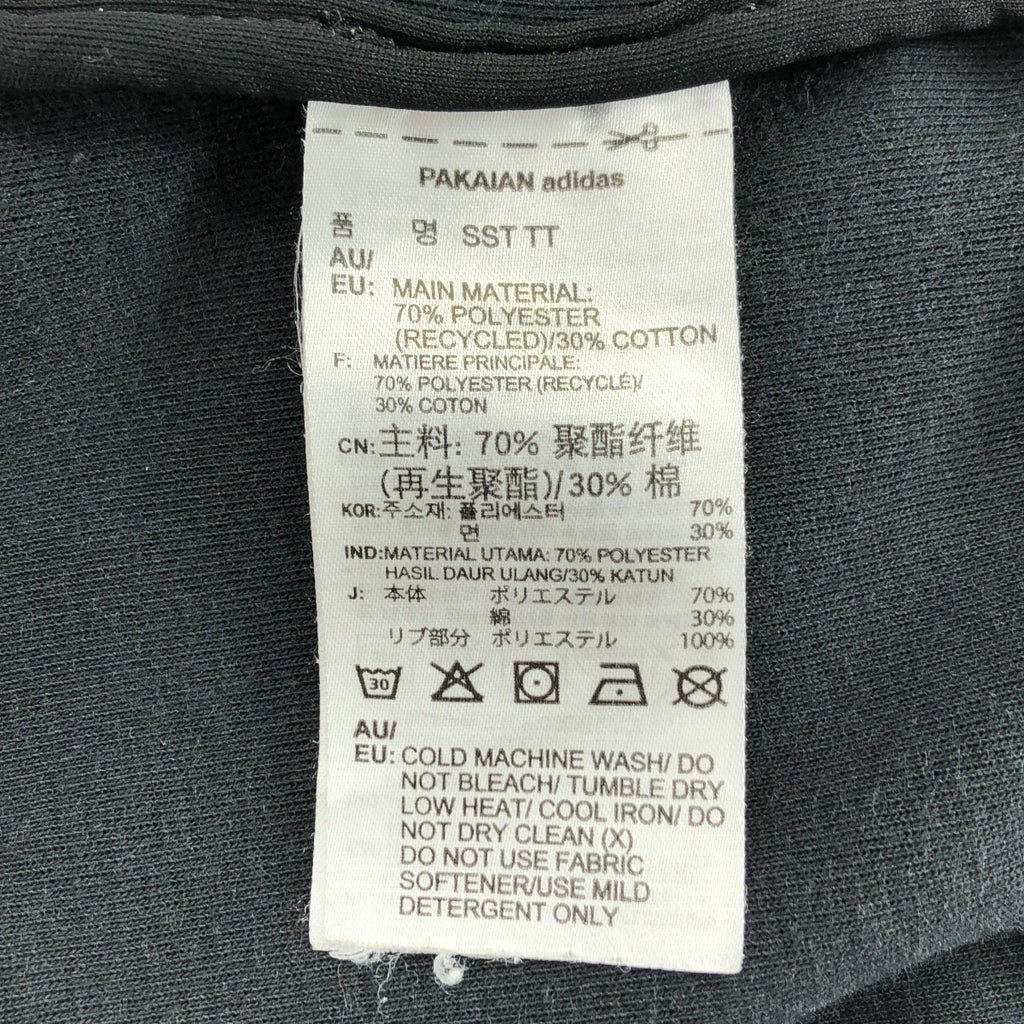 PAKAIAN adidas
품 명 SST TT
AU/
EU: MAIN MATERIAL:
70% POLYESTER
(RECYCLED)/30% COTTON
F: MATIERE PRINCIPALE:
70% POLYESTER (RECYCLÉ)/
30% COTON
CN: 主料: 70% 聚酯纤维
(再生聚酯)/30% 棉
KOR: 주소재: 폴리에스터 70%
면 30%
IND: MATERIAL UTAMA: 70% POLYESTER
HASIL DAUR ULANG/30% KATUN
J: 本体 ポリエステル 70%
綿 30%
リブ部分 ポリエステル 100%
30
AU/
EU: COLD MACHINE WASH/ DO
NOT BLEACH/ TUMBLE DRY
LOW HEAT/ COOL IRON/ DO
NOT DRY CLEAN (X)
DO NOT USE FABRIC
SOFTENER/USE MILD
DETERGENT ONLY